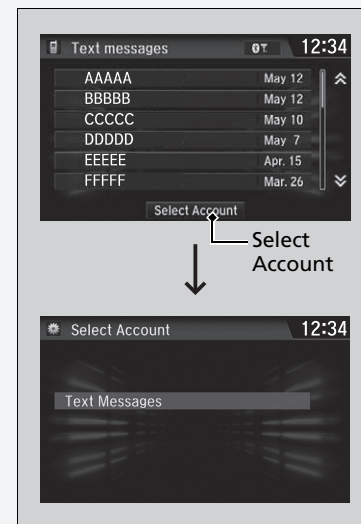 Text messages 12:34
AAAAA May 12
BBBBB May 12
CCCCC May 10
DDDDD May 7
EEEEE Apr. 15
FFFFF Mar. 26
Select Account
Select
Account
Select Account 12:34
Text Messages